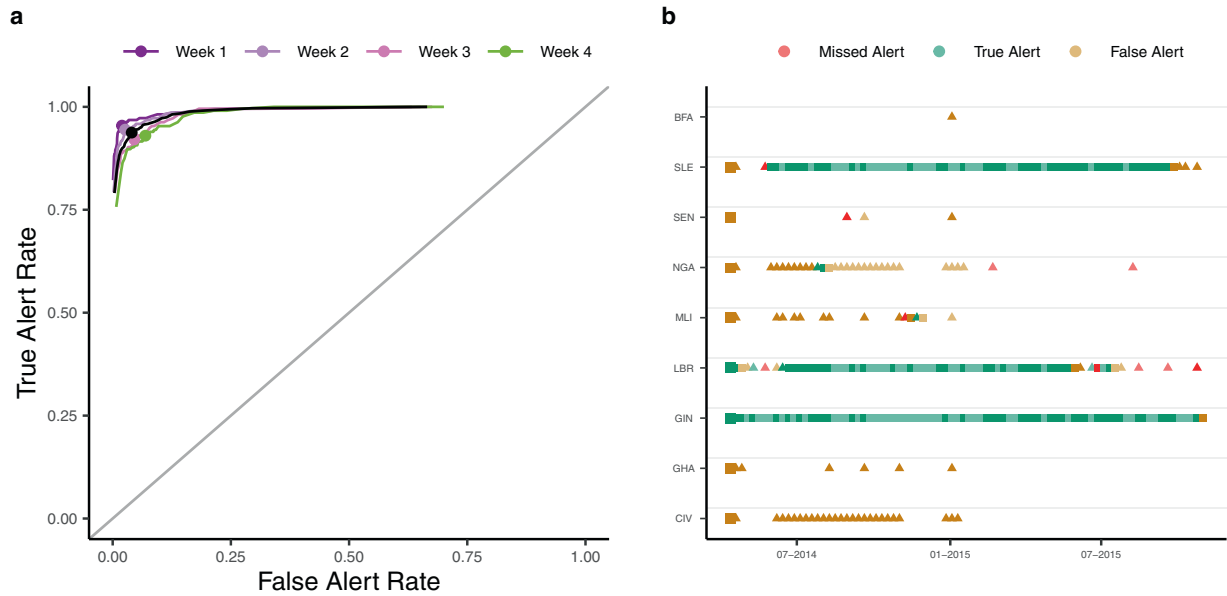 a
Week 1 Week 2 Week 3 Week 4
1.00
0.75
0.50
0.25
0.00
True Alert Rate
0.00 0.25 0.50 0.75 1.00
False Alert Rate
b
Missed Alert True Alert False Alert
BFA
SLE
SEN
NGA
MLI
LBR
GIN
GHA
CIV
07−2014 01−2015 07−2015